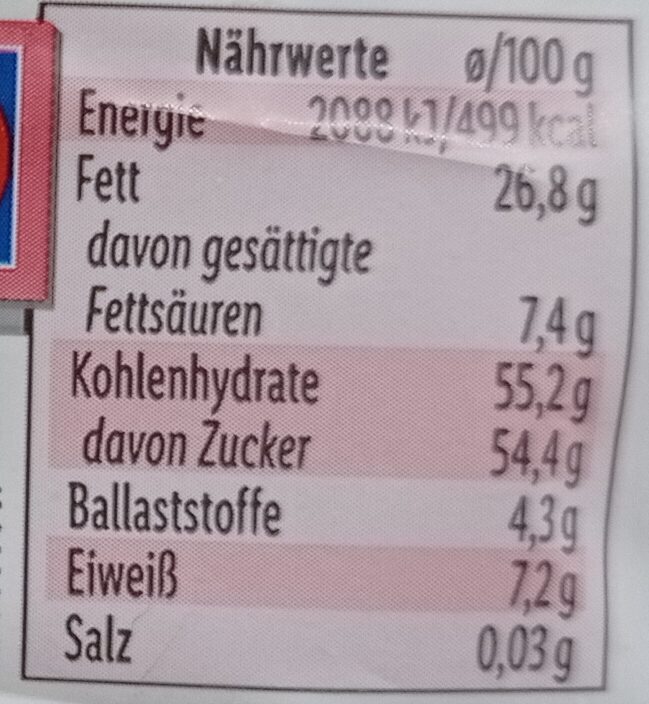 Nährwerte ø/100 g
Energie 2088 kJ/499 kcal
Fett 26,8 g
davon gesättigte
Fettsäuren 7,4 g
Kohlenhydrate 55,2 g
davon Zucker 54,4 g
Ballaststoffe 4,3 g
Eiweiß 7,2 g
Salz 0,03 g